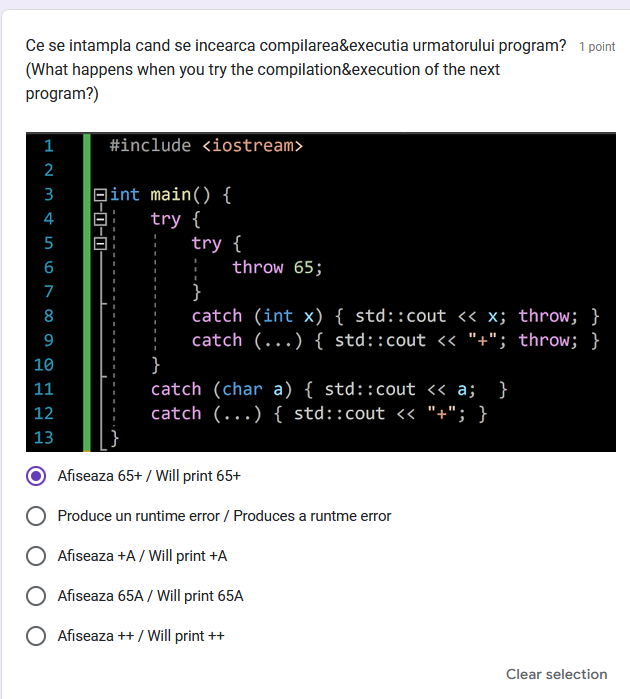 Ce se intampla cand se incearca compilarea&executia urmatorului program? 1 point
(What happens when you try the compilation&execution of the next
program?)
1 #include <iostream>
2
3 int main() {
4 try {
5 try {
6 throw 65;
7 }
8 catch (int x) { std::cout << x; throw; }
9 catch (...) { std::cout << "+"; throw; }
10 }
11 catch (char a) { std::cout << a; }
12 catch (...) { std::cout << "+"; }
13 }
Afiseaza 65+ / Will print 65+
Produce un runtime error / Produces a runtme error
Afiseaza +A / Will print +A
Afiseaza 65A / Will print 65A
Afiseaza ++ / Will print ++
Clear selection